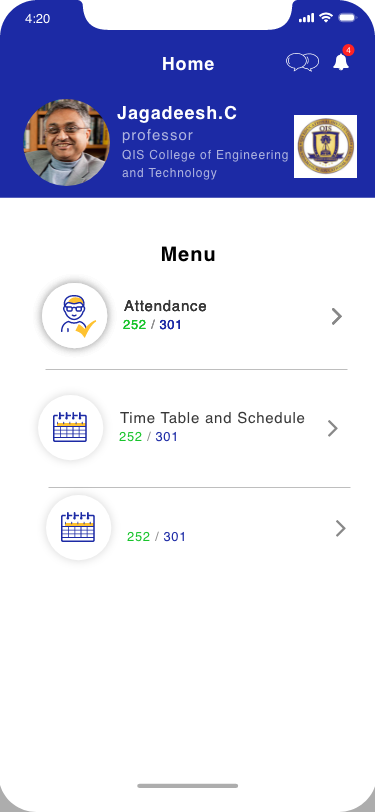 4:20
Home
4
Jagadeesh.C
professor
QIS College of Engineering
and Technology
QIS
Menu
Attendance
252 / 301
Time Table and Schedule
252 / 301
252 / 301